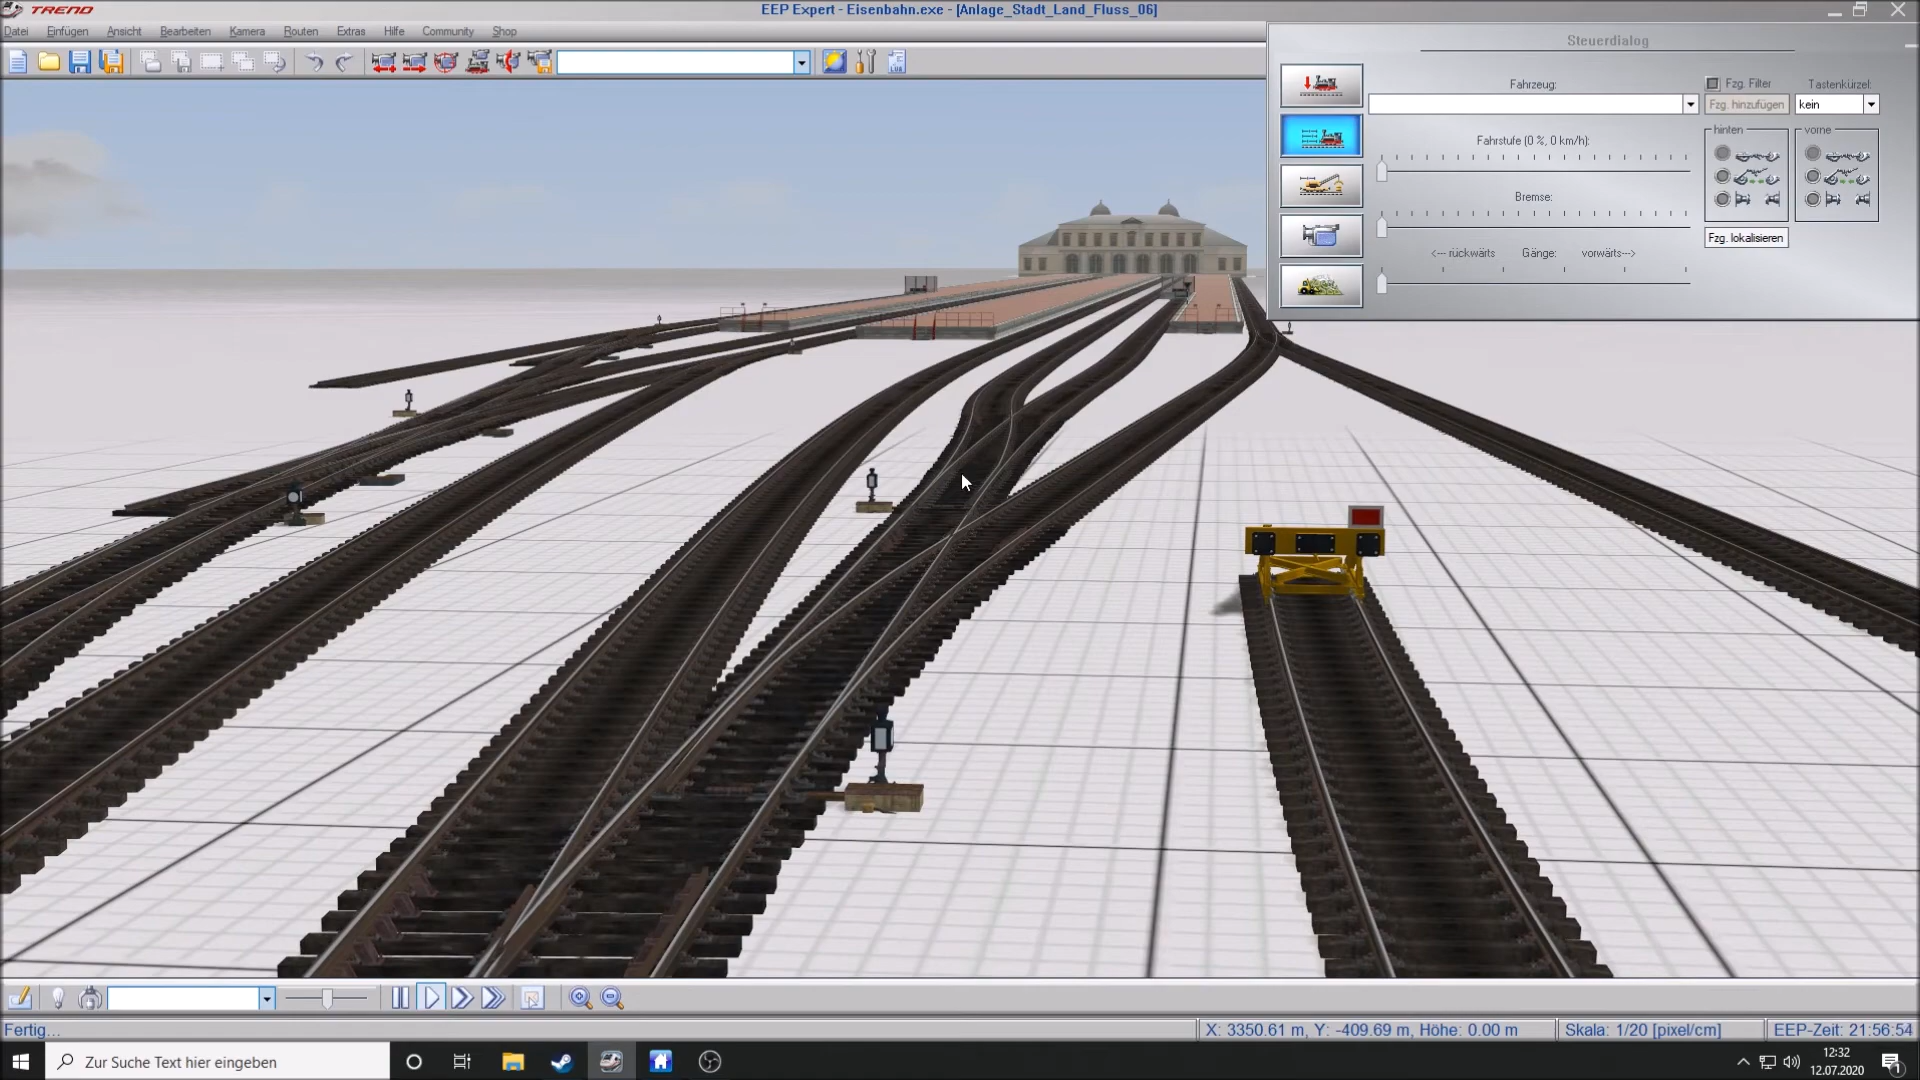 TREND
EEP Expert - Eisenbahn.exe - [Anlage_Stadt_Land_Fluss_06]
Datei Einfügen Ansicht Bearbeiten Kamera Routen Extras Hilfe Community Shop
LUA
Steuerdialog
Fahrzeug:
Fzg. Filter
Tastenkürzel:
Fzg. hinzufügen
kein
Fahrstufe (0 %, 0 km/h):
hinten
vorne
Bremse:
Fzg. lokalisieren
<--- rückwärts Gänge: vorwärts--->
Fertig...
X: 3350.61 m, Y: -409.69 m, Höhe: 0.00 m
Skala: 1/20 [pixel/cm]
EEP-Zeit: 21:56:54
Zur Suche Text hier eingeben
12:32
12.07.2020
1